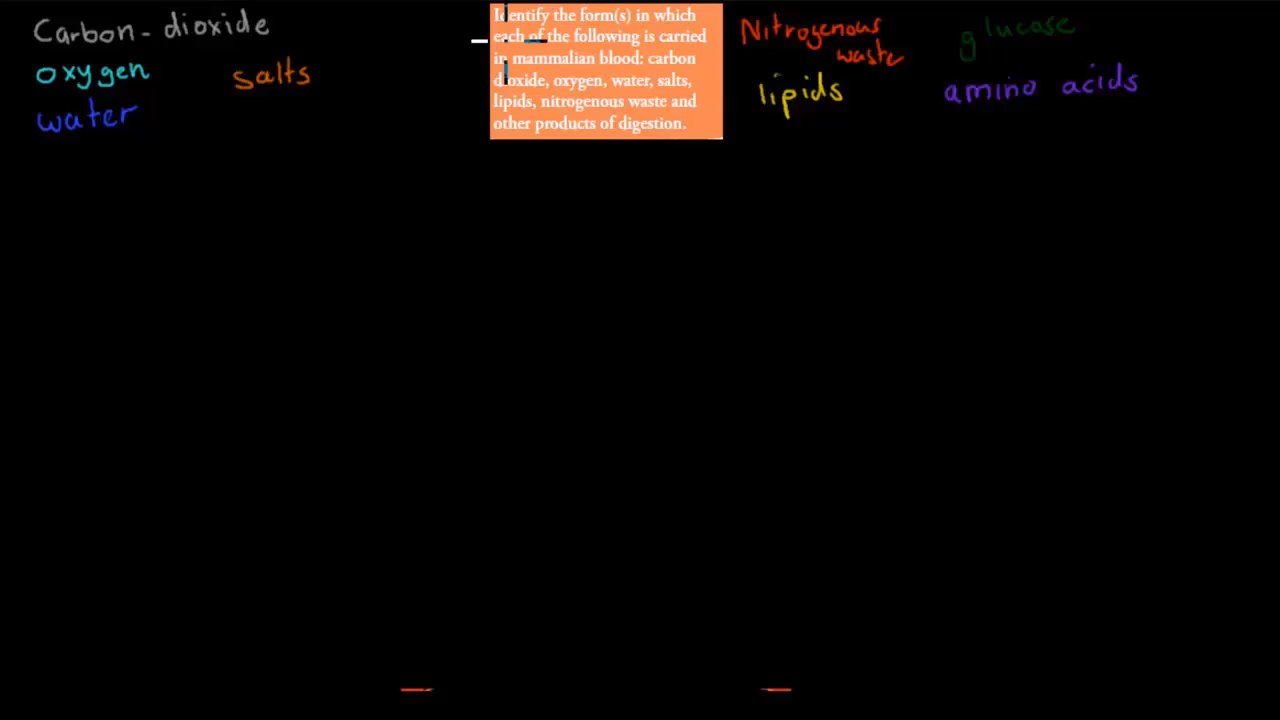 Carbon-dioxide
oxygen
salts
water
Identify the form(s) in which
each of the following is carried
in mammalian blood: carbon
dioxide, oxygen, water, salts,
lipids, nitrogenous waste and
other products of digestion.
Nitrogenous
waste
glucose
lipids
amino acids